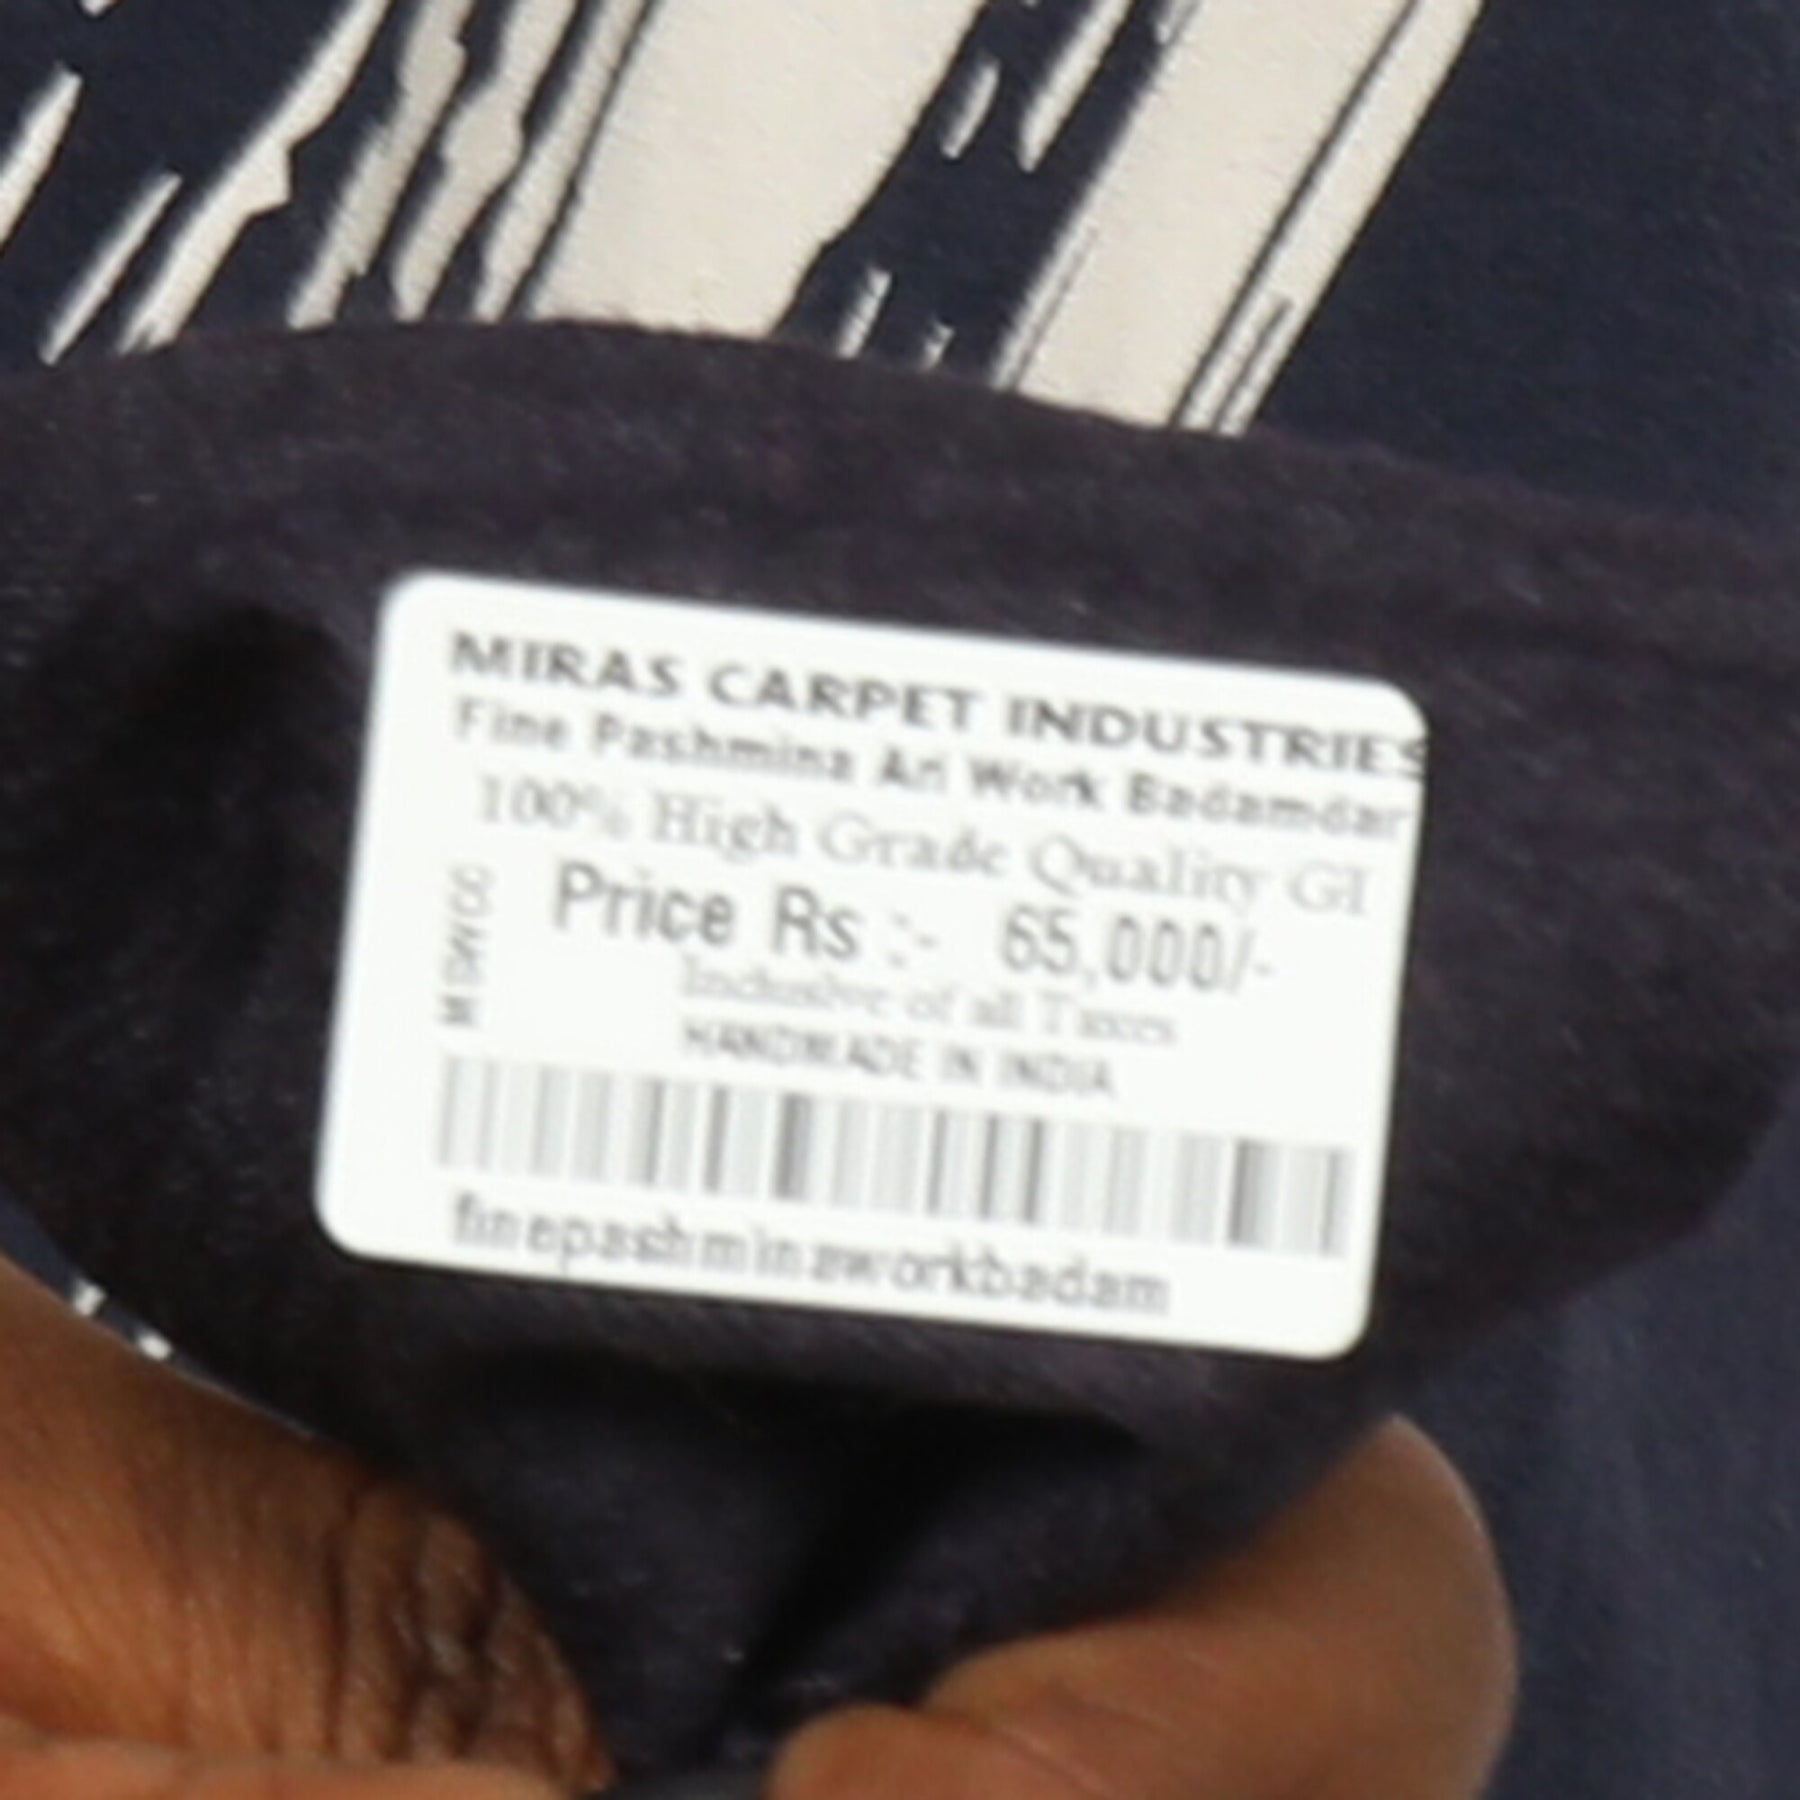 MIRAS CARPET INDUSTRIES
Fine Pashmina Ari Work Badamdar
100% High Grade Quality GI
Price Rs :- 65,000/-
Inclusive of all Taxes
HANDMADE IN INDIA
finepashminaworkbadam